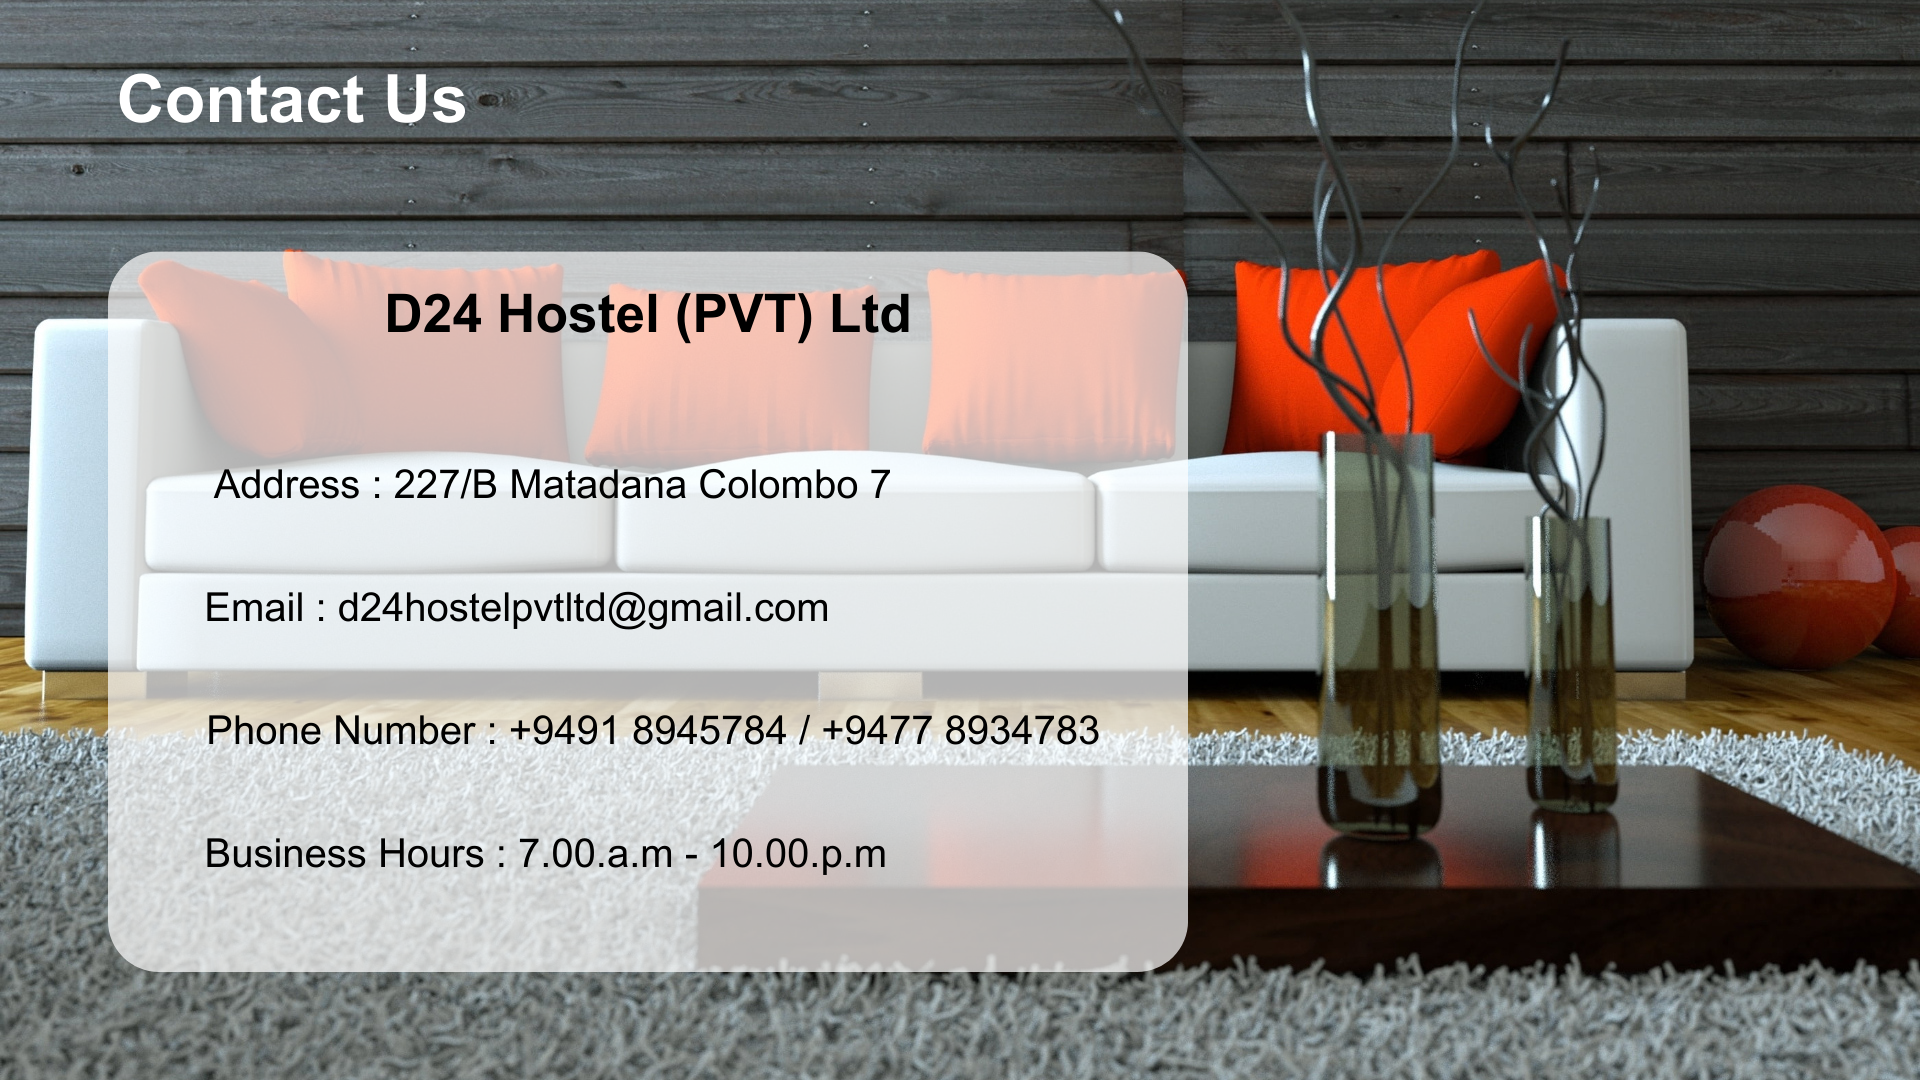 Contact Us
D24 Hostel (PVT) Ltd
Address : 227/B Matadana Colombo 7
Email : d24hostelpvtltd@gmail.com
Phone Number : +9491 8945784 / +9477 8934783
Business Hours : 7.00.a.m - 10.00.p.m